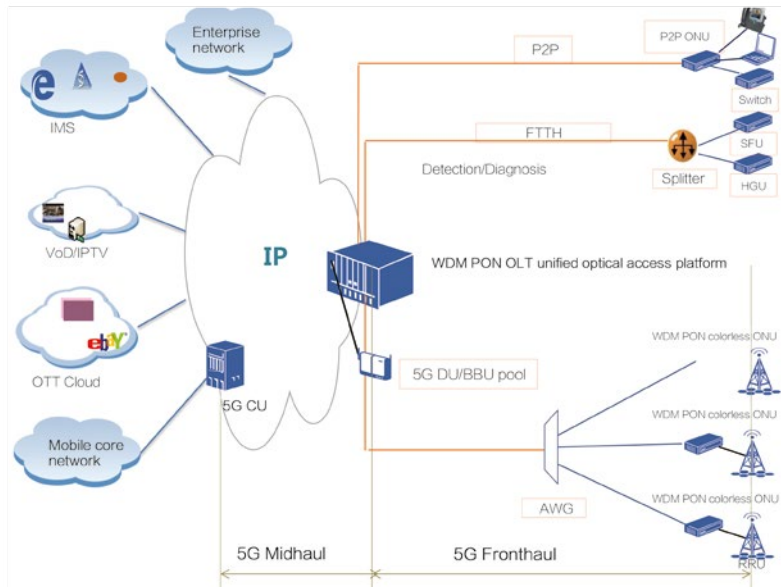 Enterprise
network
e
IMS
VoD/IPTV
ebay
OTT Cloud
Mobile core
network
IP
5G CU
P2P
P2P ONU
Switch
FTTH
Detection/Diagnosis
Splitter
SFU
HGU
WDM PON OLT unified optical access platform
5G DU/BBU pool
WDM PON colorless ONU
WDM PON colorless ONU
WDM PON colorless ONU
AWG
RRU
5G Midhaul
5G Fronthaul